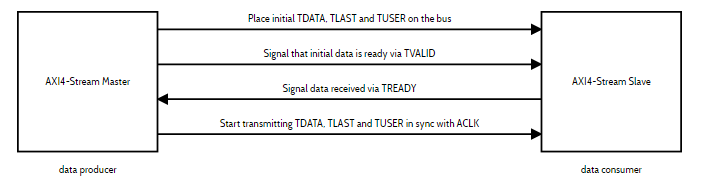 Place initial TDATA, TLAST and TUSER on the bus
Signal that initial data is ready via TVALID
AXI4-Stream Master
AXI4-Stream Slave
Signal data received via TREADY
Start transmitting TDATA, TLAST and TUSER in sync with ACLK
data producer
data consumer